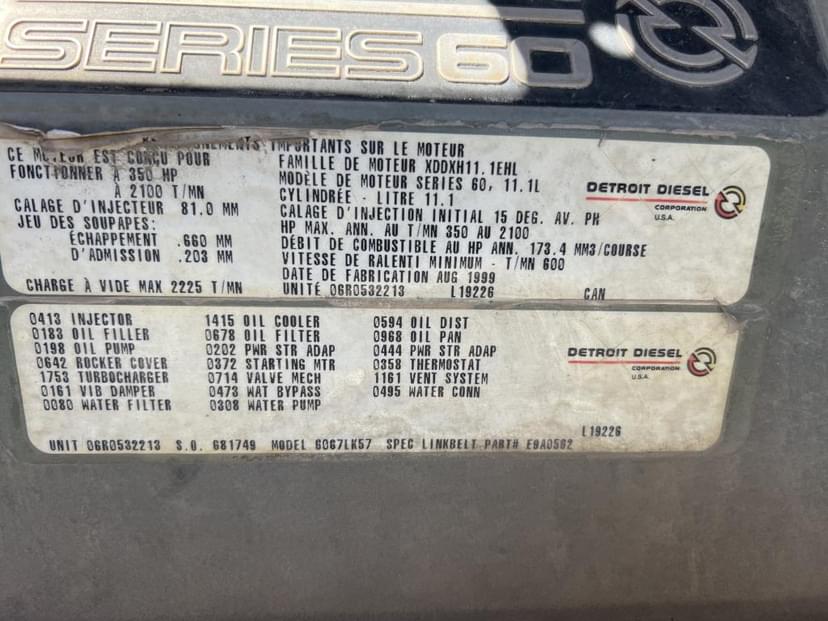 SERIES 60
IMPORTANTS SUR LE MOTEUR
CE MOTEUR EST CONÇU POUR
FONCTIONNER À 350 HP
À 2100 T/MN
CALAGE D'INJECTEUR 81.0 MM
JEU DES SOUPAPES:
ÉCHAPPEMENT .660 MM
D'ADMISSION .203 MM
CHARGE À VIDE MAX 2225 T/MN
FAMILLE DE MOTEUR XDDXH11.1EHL
MODÈLE DE MOTEUR SERIES 60, 11.1L
CYLINDRÉE - LITRE 11.1
CALAGE D'INJECTION INITIAL 15 DEG. AV. PH
HP MAX. ANN. AU T/MN 350 AU 2100
DÉBIT DE COMBUSTIBLE AU HP ANN. 173.4 MM3/COURSE
VITESSE DE RALENTI MINIMUM - T/MN 600
DATE DE FABRICATION AUG 1999
UNITÉ 06R0532213 L19226 CAN
DETROIT DIESEL
CORPORATION
U.S.A.
0413 INJECTOR 1415 OIL COOLER 0594 OIL DIST
0183 OIL FILLER 0678 OIL FILTER 0968 OIL PAN
0198 OIL PUMP 0202 PWR STR ADAP 0444 PWR STR ADAP
0642 ROCKER COVER 0372 STARTING MTR 0358 THERMOSTAT
1753 TURBOCHARGER 0714 VALVE MECH 1161 VENT SYSTEM
0161 VIB DAMPER 0473 WAT BYPASS 0495 WATER CONN
0080 WATER FILTER 0308 WATER PUMP
DETROIT DIESEL
CORPORATION
U.S.A.
L19226
UNIT 06R0532213 S.O. 681749 MODEL 6067LK57 SPEC LINKBELT PART# E9A0502